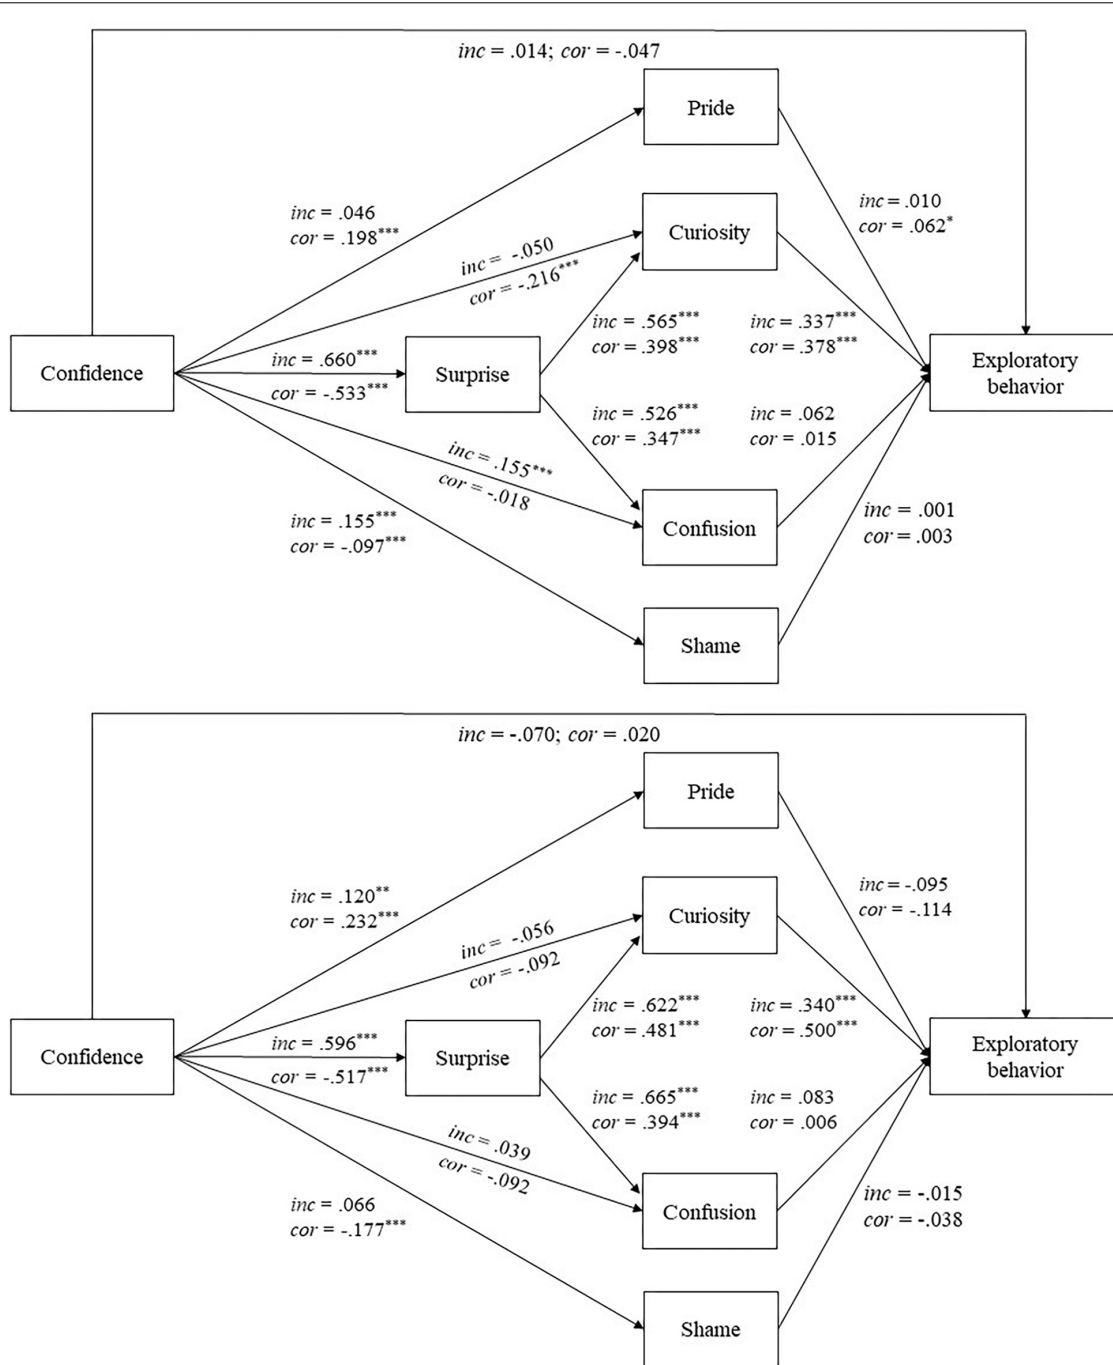 inc = .014; cor = -.047
Pride
inc = .046
cor = .198***
inc = .010
cor = .062*
Curiosity
inc = -.050
cor = -.216***
inc = .565***
cor = .398***
inc = .337***
cor = .378***
Confidence
inc = .660***
cor = -.533***
Surprise
Exploratory
behavior
inc = .526***
cor = .347***
inc = .062
cor = .015
inc = .155***
cor = -.018
Confusion
inc = .155***
cor = -.097***
inc = .001
cor = .003
Shame
inc = -.070; cor = .020
Pride
inc = .120**
cor = .232***
inc = -.095
cor = -.114
Curiosity
inc = -.056
cor = -.092
inc = .622***
cor = .481***
inc = .340***
cor = .500***
Confidence
inc = .596***
cor = -.517***
Surprise
Exploratory
behavior
inc = .665***
cor = .394***
inc = .083
cor = .006
inc = .039
cor = -.092
Confusion
inc = .066
cor = -.177***
inc = -.015
cor = -.038
Shame